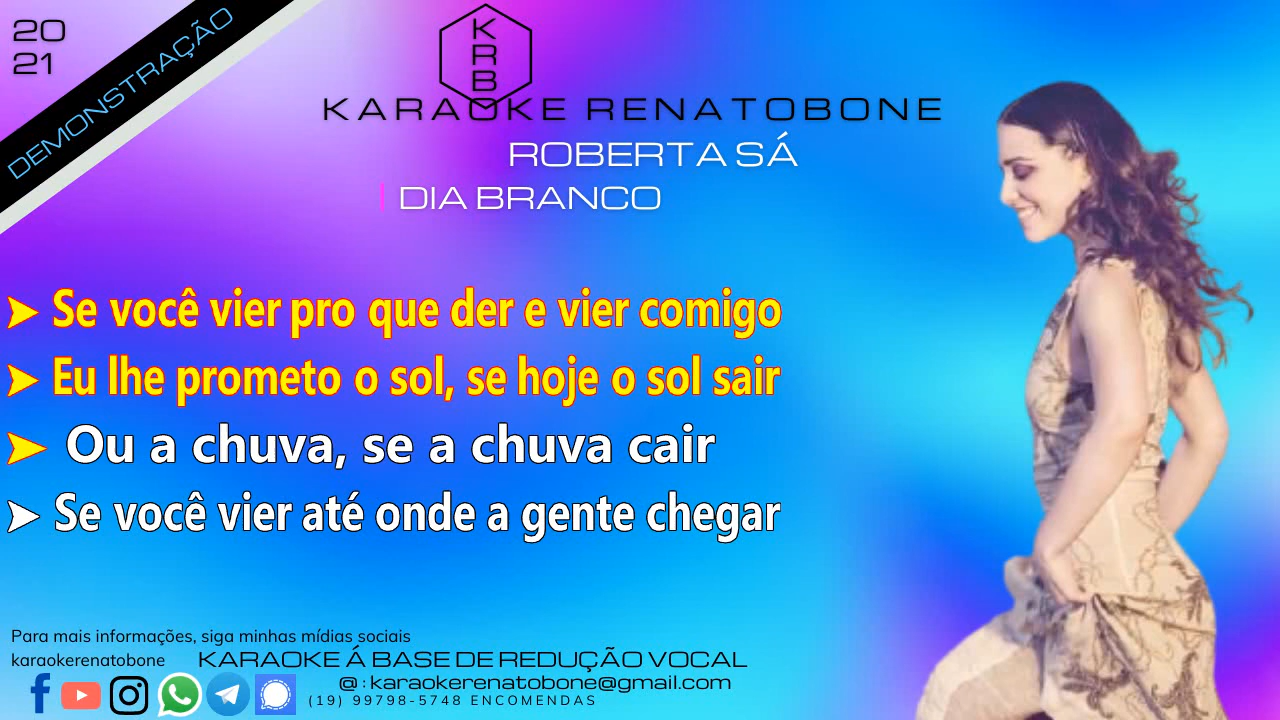 20
21
DEMONSTRAÇÃO
KRB
KARAOKE RENATOBONE
ROBERTA SÁ
DIA BRANCO
➤ Se você vier pro que der e vier comigo
➤ Eu lhe prometo o sol, se hoje o sol sair
➤ Ou a chuva, se a chuva cair
➤ Se você vier até onde a gente chegar
Para mais informações, siga minhas mídias sociais
karaokerenatobone
KARAOKE Á BASE DE REDUÇÃO VOCAL
@ : karaokerenatobone@gmail.com
(19) 99798-5748 ENCOMENDAS